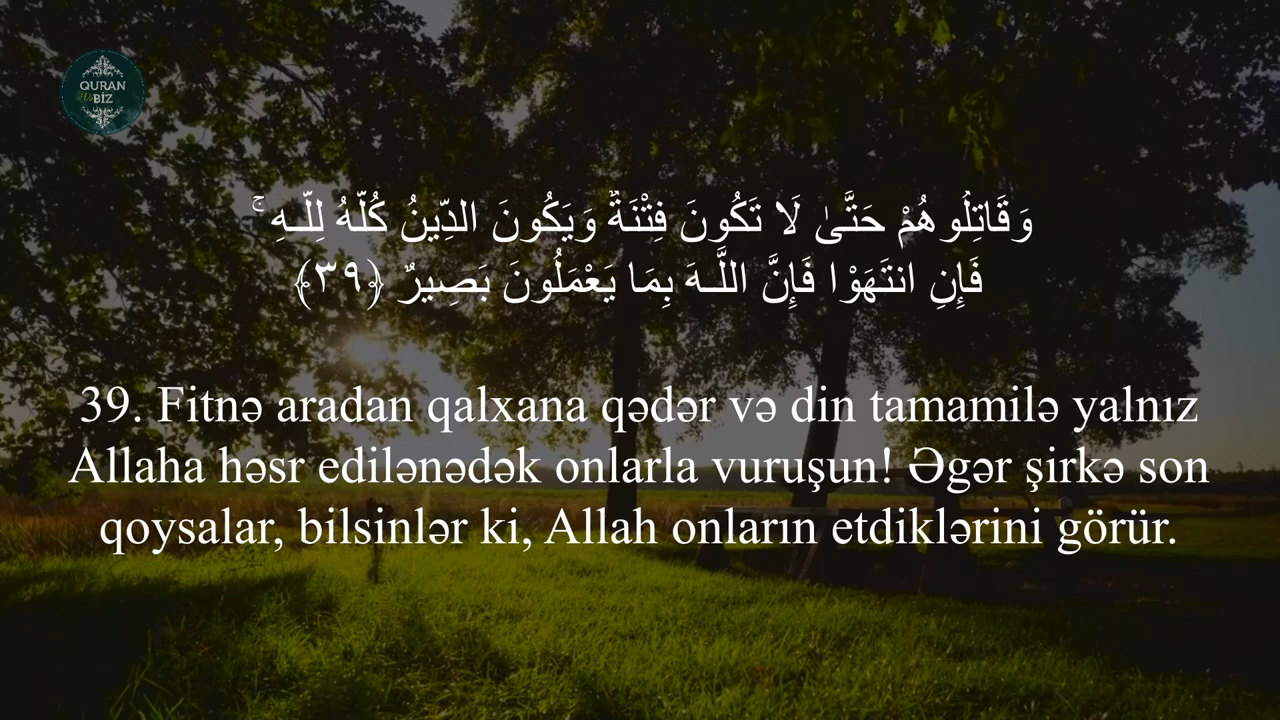 QURAN
BİZ
وَقَاتِلُوهُمْ حَتَّىٰ لَا تَكُونَ فِتْنَةٌ وَيَكُونَ الدِّينُ كُلُّهُ لِلَّـهِ ۚ
فَإِنِ انتَهَوْا فَإِنَّ اللَّـهَ بِمَا يَعْمَلُونَ بَصِيرٌ ﴿٣٩﴾
39. Fitnə aradan qalxana qədər və din tamamilə yalnız
Allaha həsr edilənədək onlarla vuruşun! Əgər şirkə son
qoysalar, bilsinlər ki, Allah onların etdiklərini görür.